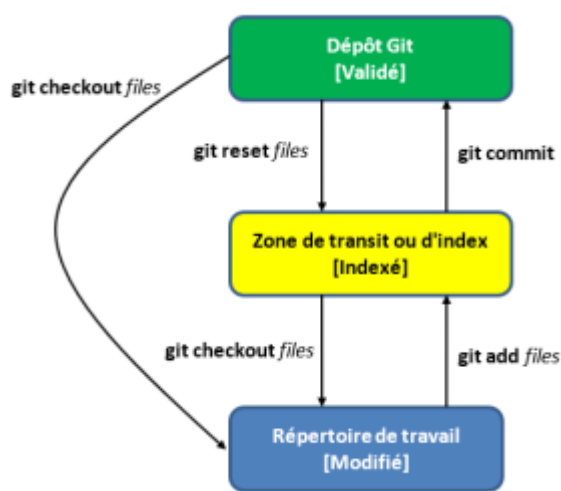 Dépôt Git
[Validé]
git checkout files
git reset files
git commit
Zone de transit ou d'index
[Indexé]
git checkout files
git add files
Répertoire de travail
[Modifié]